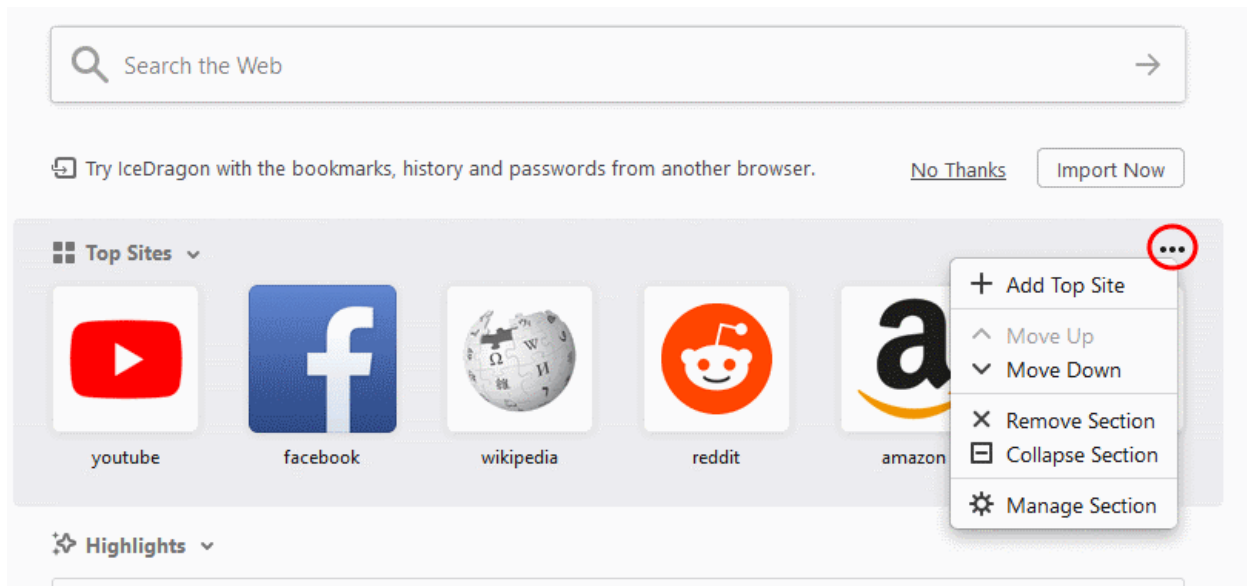 Search the Web
Try IceDragon with the bookmarks, history and passwords from another browser.
No Thanks
Import Now
Top Sites
Add Top Site
Move Up
Move Down
Remove Section
Collapse Section
Manage Section
youtube
facebook
wikipedia
reddit
amazon
Highlights